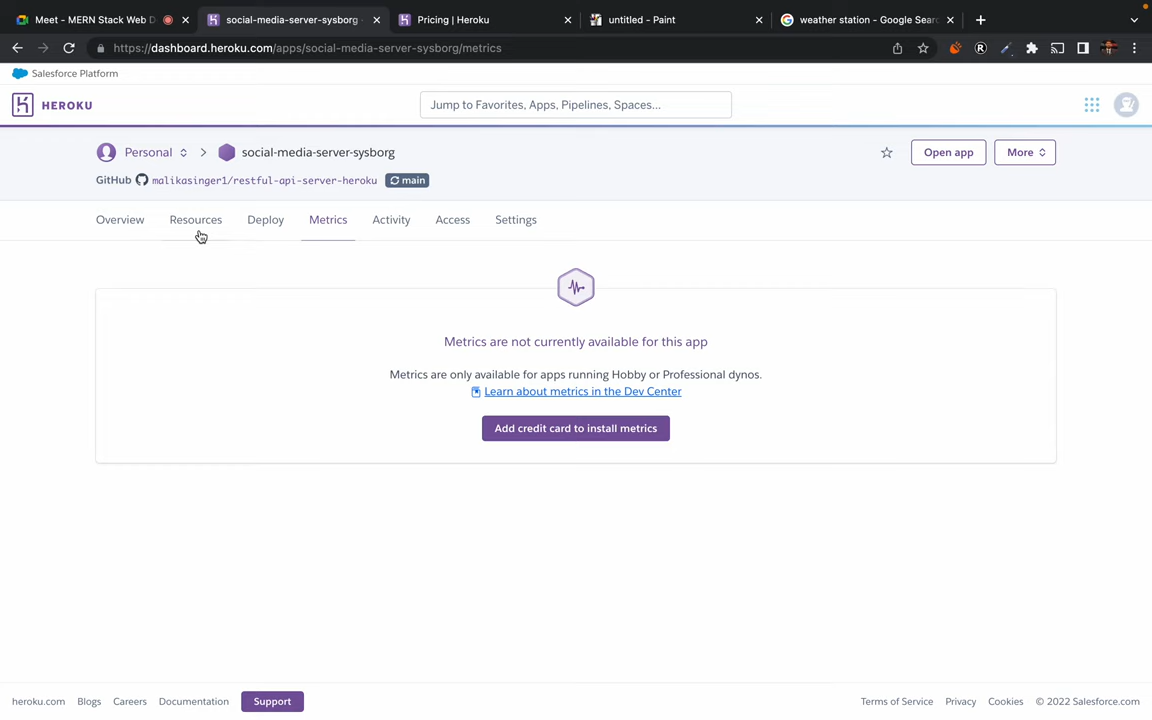 Meet - MERN Stack Web D
social-media-server-sysborg
Pricing | Heroku
untitled - Paint
weather station - Google Searc
https://dashboard.heroku.com/apps/social-media-server-sysborg/metrics
Salesforce Platform
HEROKU
Jump to Favorites, Apps, Pipelines, Spaces...
Personal
social-media-server-sysborg
Open app
More
GitHub malikasinger1/restful-api-server-heroku main
Overview
Resources
Deploy
Metrics
Activity
Access
Settings
Metrics are not currently available for this app
Metrics are only available for apps running Hobby or Professional dynos.
Learn about metrics in the Dev Center
Add credit card to install metrics
heroku.com
Blogs
Careers
Documentation
Support
Terms of Service
Privacy
Cookies
© 2022 Salesforce.com